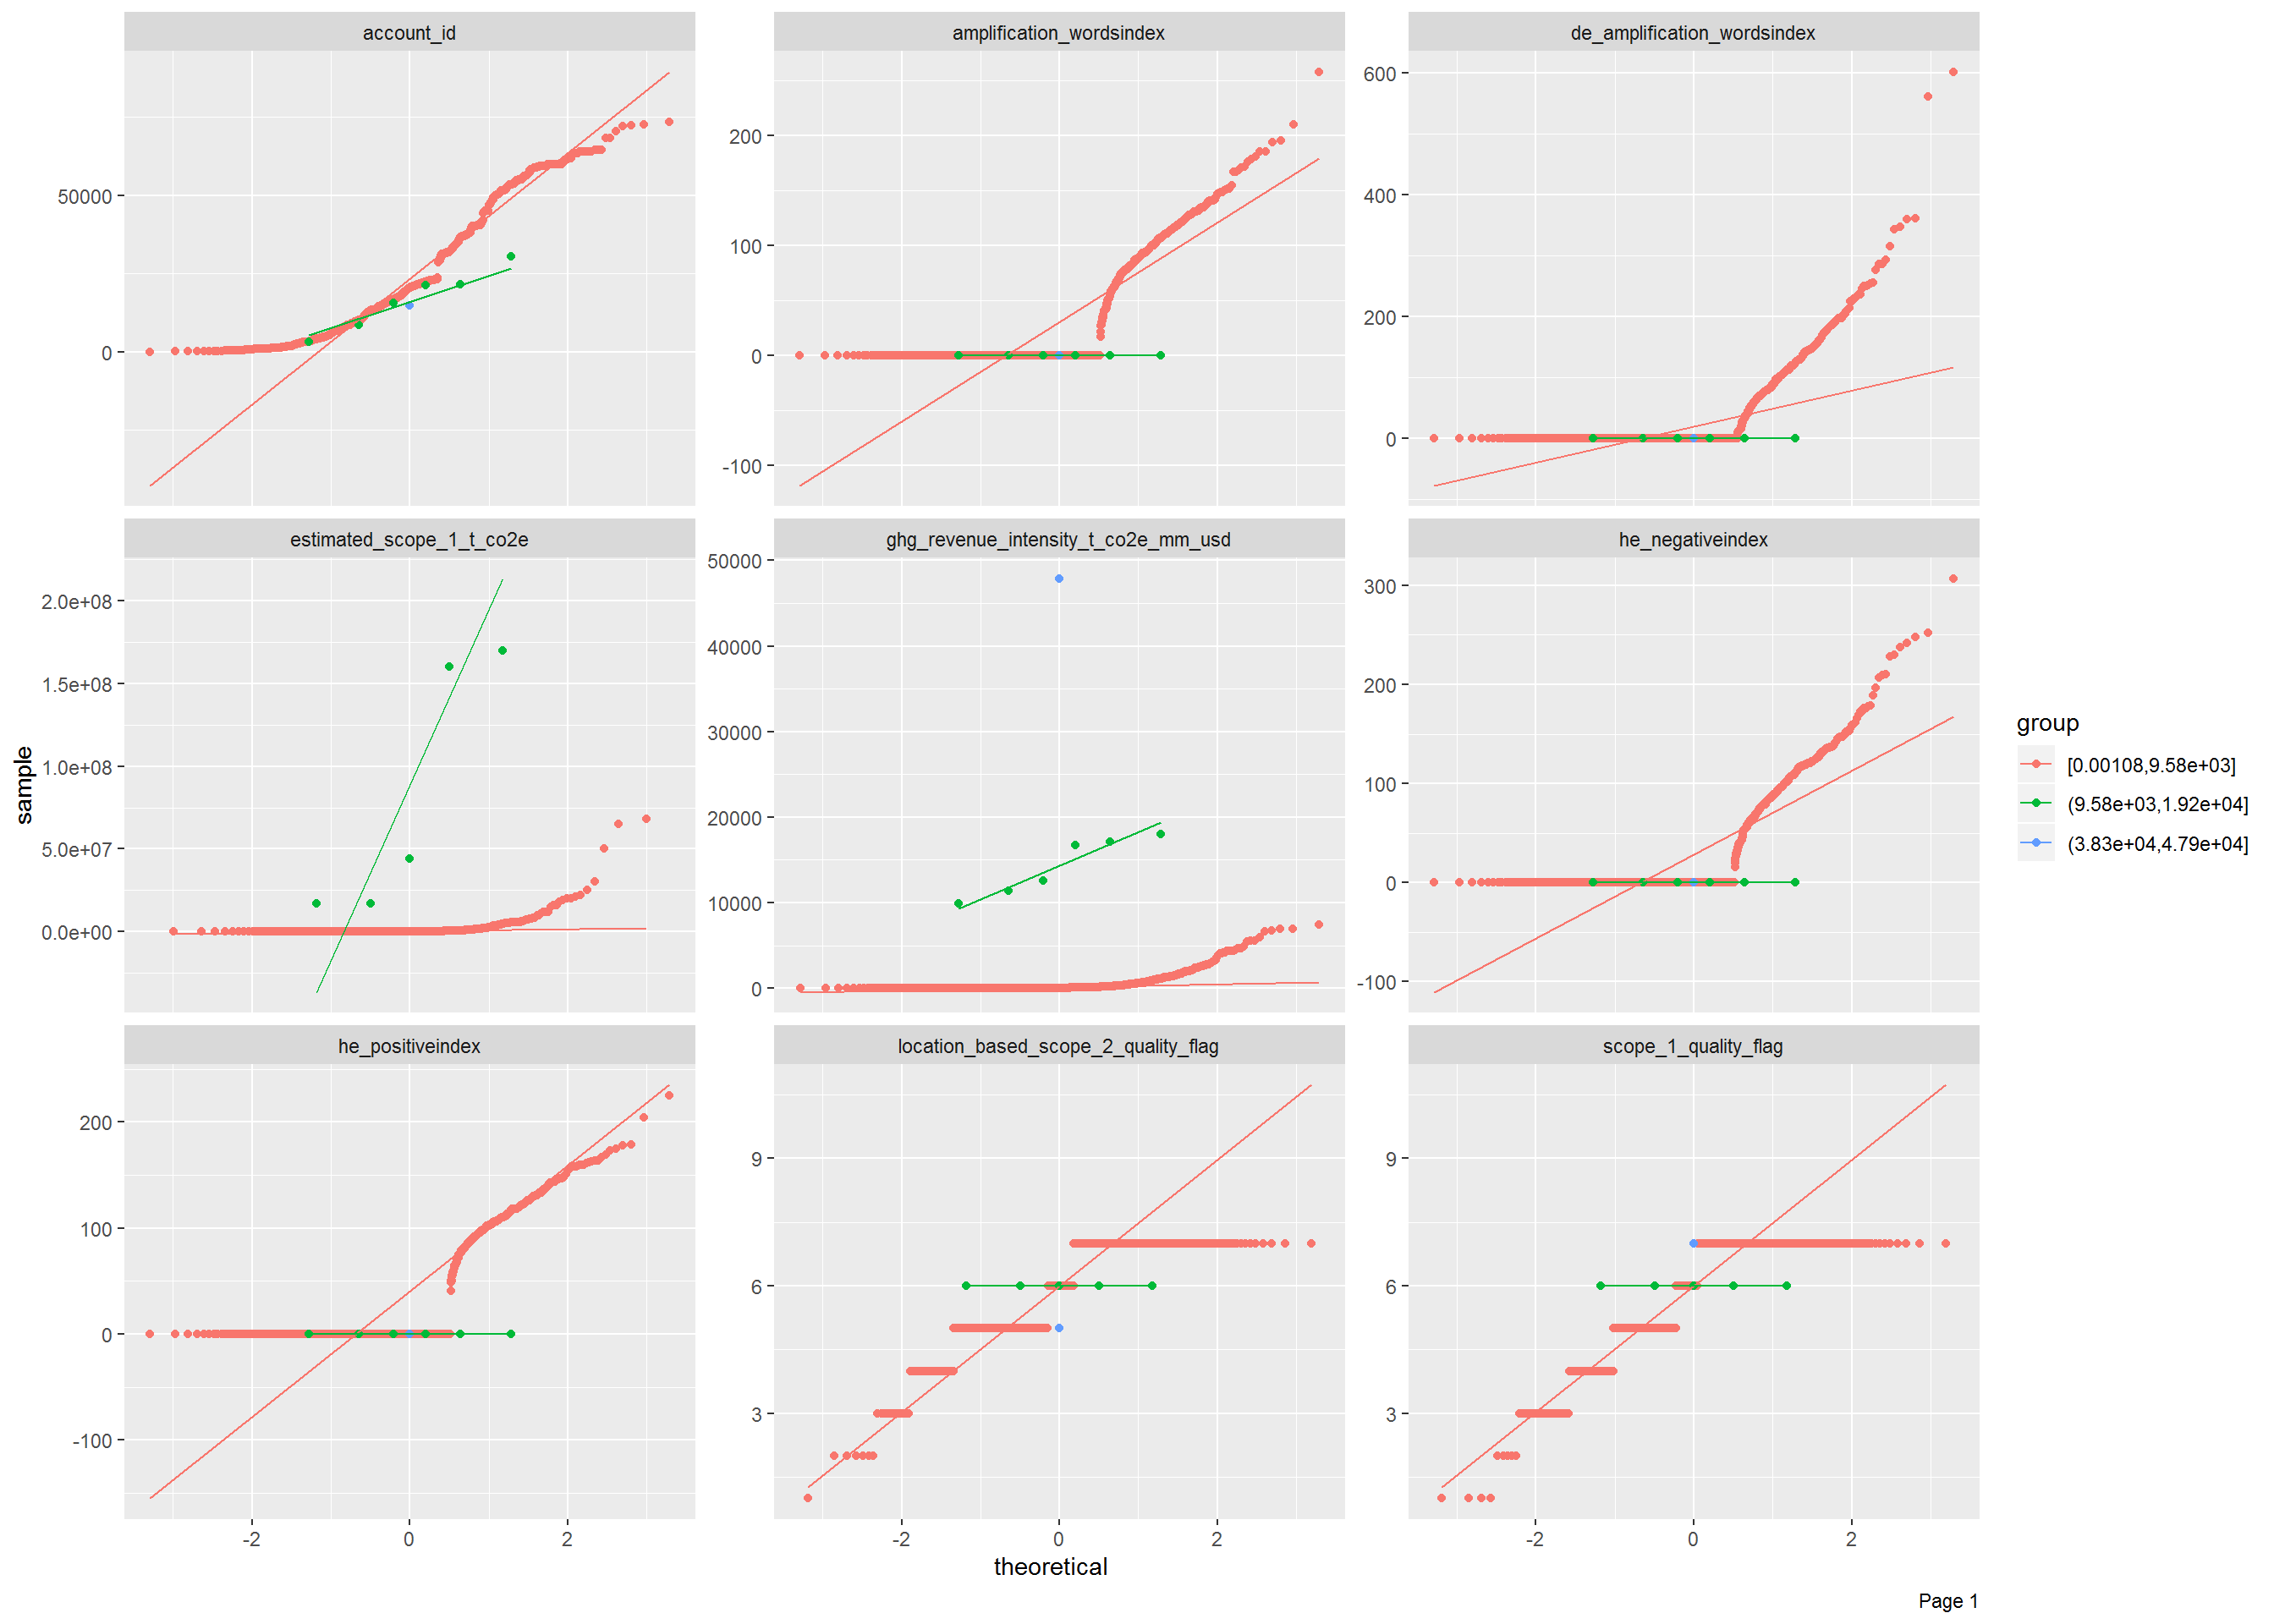 account_id
amplification_wordsindex
de_amplification_wordsindex
50000
0
200
100
0
-100
600
400
200
0
estimated_scope_1_t_co2e
ghg_revenue_intensity_t_co2e_mm_usd
he_negativeindex
2.0e+08
1.5e+08
1.0e+08
5.0e+07
0.0e+00
50000
40000
30000
20000
10000
0
300
200
100
0
-100
he_positiveindex
location_based_scope_2_quality_flag
scope_1_quality_flag
200
100
0
-100
9
6
3
9
6
3
-2 0 2
-2 0 2
-2 0 2
sample
theoretical
group
[0.00108,9.58e+03]
(9.58e+03,1.92e+04]
(3.83e+04,4.79e+04]
Page 1